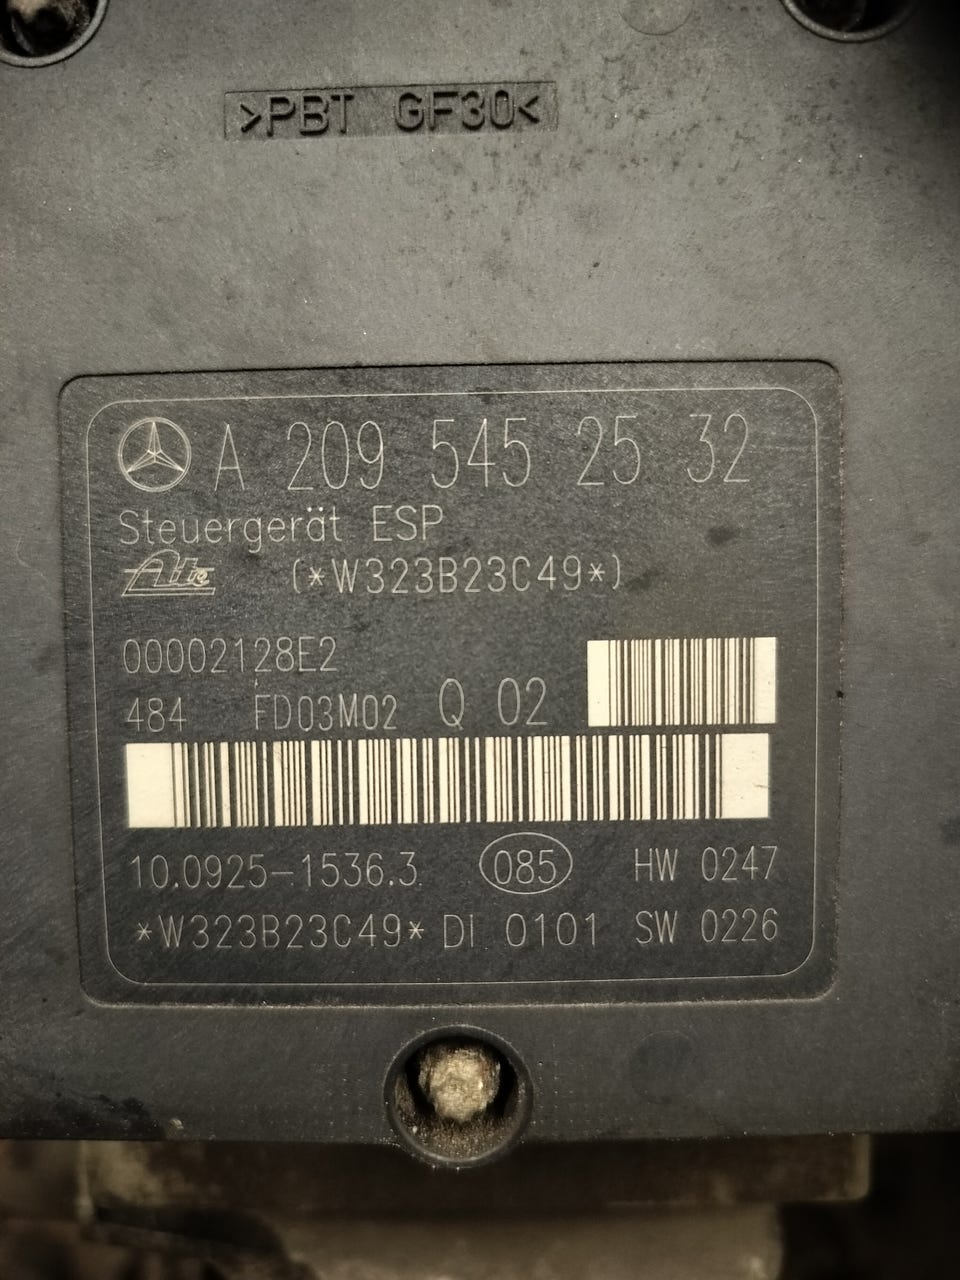 >PBT GF30<
A 209 545 25 32
Steuergerät ESP
Ate (*W323B23C49*)
00002128E2
484 FD03M02 Q 02
10.0925-1536.3 085 HW 0247
*W323B23C49* DI 0101 SW 0226